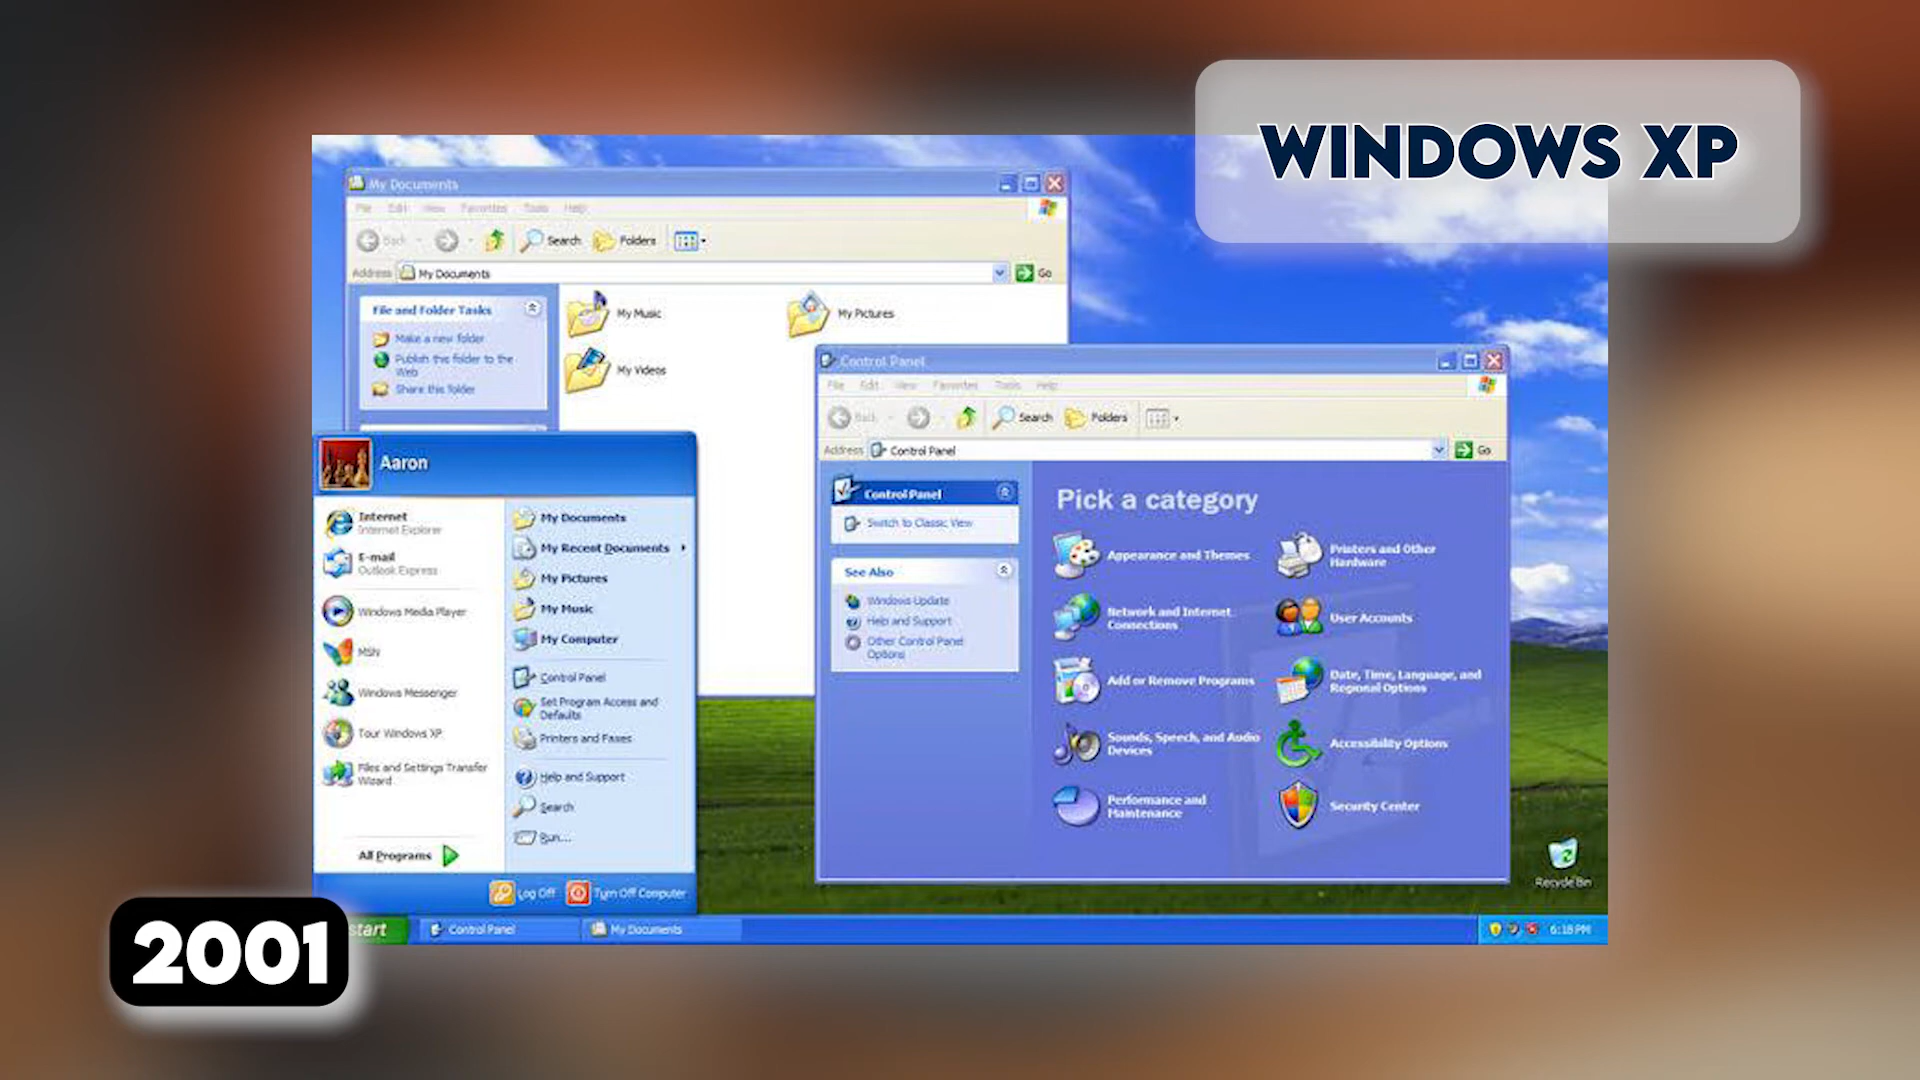 WINDOWS XP
My Documents
File Edit View Favorites Tools Help
Back Search Folders
Address My Documents Go
File and Folder Tasks
Make a new folder
Publish this folder to the
Web
Share this folder
My Music
My Pictures
My Videos
Control Panel
File Edit View Favorites Tools Help
Back Search Folders
Address Control Panel Go
Control Panel
Switch to Classic View
See Also
Windows Update
Help and Support
Other Control Panel
Options
Pick a category
Appearance and Themes
Printers and Other
Hardware
Network and Internet
Connections
User Accounts
Add or Remove Programs
Date, Time, Language, and
Regional Options
Sounds, Speech, and Audio
Devices
Accessibility Options
Performance and
Maintenance
Security Center
Aaron
Internet
Internet Explorer
E-mail
Outlook Express
Windows Media Player
MSN
Windows Messenger
Tour Windows XP
Files and Settings Transfer
Wizard
All Programs
My Documents
My Recent Documents
My Pictures
My Music
My Computer
Control Panel
Set Program Access and
Defaults
Printers and Faxes
Help and Support
Search
Run...
Log Off Turn Off Computer
Recycle Bin
start Control Panel My Documents 6:18 PM
2001